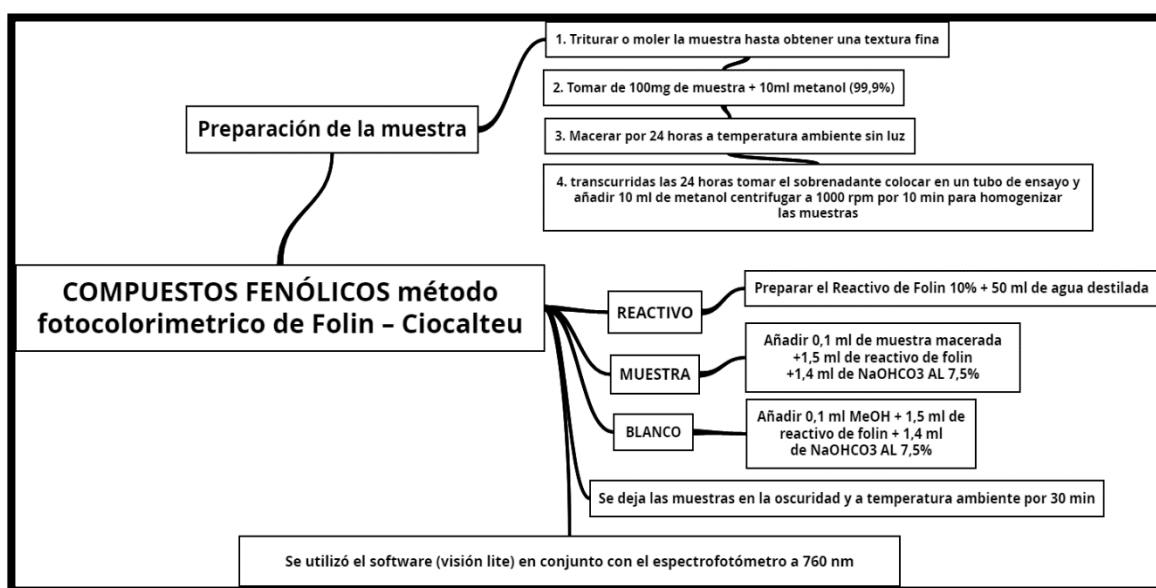 1. Triturar o moler la muestra hasta obtener una textura fina
2. Tomar de 100mg de muestra + 10ml metanol (99,9%)
Preparación de la muestra
3. Macerar por 24 horas a temperatura ambiente sin luz
4. transcurridas las 24 horas tomar el sobrenadante colocar en un tubo de ensayo y
añadir 10 ml de metanol centrifugar a 1000 rpm por 10 min para homogenizar
las muestras
COMPUESTOS FENÓLICOS método
fotocolorimetrico de Folin – Ciocalteu
REACTIVO
Preparar el Reactivo de Folin 10% + 50 ml de agua destilada
MUESTRA
Añadir 0,1 ml de muestra macerada
+1,5 ml de reactivo de folin
+1,4 ml de NaOHCO3 AL 7,5%
BLANCO
Añadir 0,1 ml MeOH + 1,5 ml de
reactivo de folin + 1,4 ml
de NaOHCO3 AL 7,5%
Se deja las muestras en la oscuridad y a temperatura ambiente por 30 min
Se utilizó el software (visión lite) en conjunto con el espectrofotómetro a 760 nm